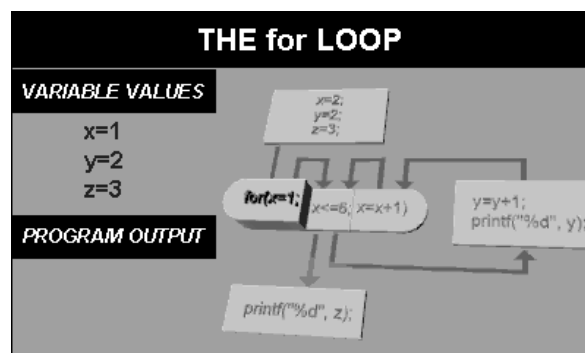 THE for LOOP
VARIABLE VALUES
x=1
y=2
z=3
PROGRAM OUTPUT
x=2;
y=2;
z=3;
for(x=1; x<=6; x=x+1)
y=y+1;
printf("%d", y);
printf("%d", z);